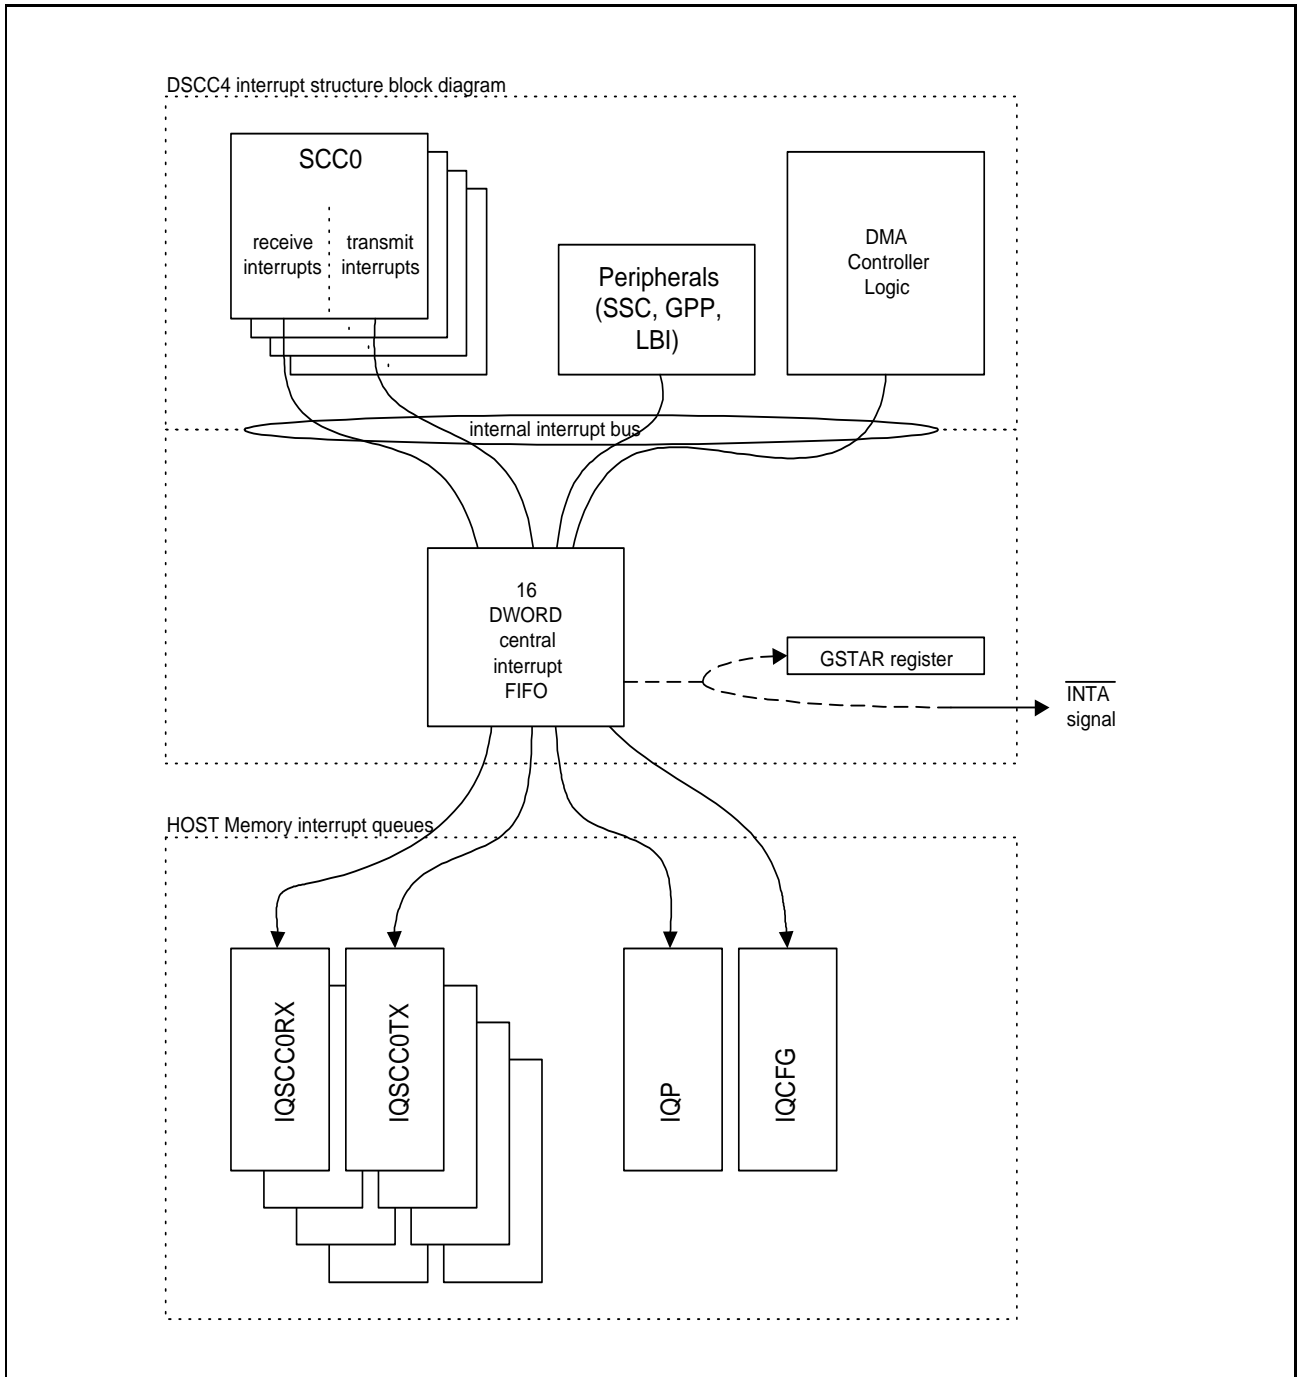 DSCC4 interrupt structure block diagram
SCC0
receive
interrupts
transmit
interrupts
Peripherals
(SSC, GPP,
LBI)
DMA
Controller
Logic
internal interrupt bus
16
DWORD
central
interrupt
FIFO
GSTAR register
INTA
signal
HOST Memory interrupt queues
IQSCC0RX
IQSCC0TX
IQP
IQCFG